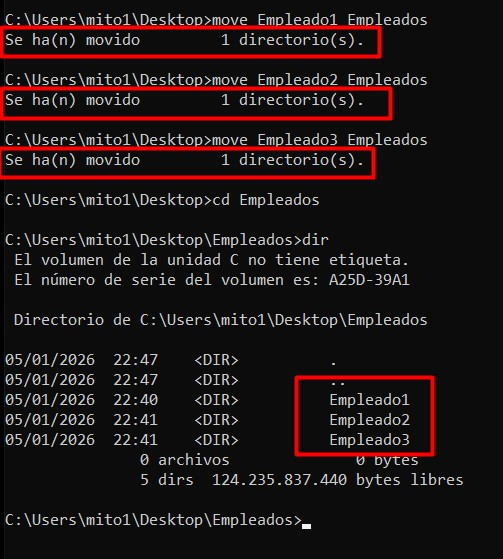 C:\Users\mito1\Desktop>move Empleado1 Empleados
Se ha(n) movido         1 directorio(s).
C:\Users\mito1\Desktop>move Empleado2 Empleados
Se ha(n) movido         1 directorio(s).
C:\Users\mito1\Desktop>move Empleado3 Empleados
Se ha(n) movido         1 directorio(s).
C:\Users\mito1\Desktop>cd Empleados
C:\Users\mito1\Desktop\Empleados>dir
 El volumen de la unidad C no tiene etiqueta.
 El número de serie del volumen es: A25D-39A1
 Directorio de C:\Users\mito1\Desktop\Empleados
05/01/2026  22:47    <DIR>          .
05/01/2026  22:47    <DIR>          ..
05/01/2026  22:40    <DIR>          Empleado1
05/01/2026  22:41    <DIR>          Empleado2
05/01/2026  22:41    <DIR>          Empleado3
               0 archivos              0 bytes
               5 dirs  124.235.837.440 bytes libres
C:\Users\mito1\Desktop\Empleados>